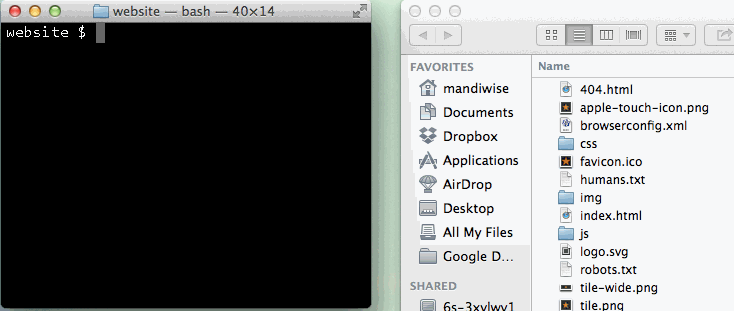 website — bash — 40×14
website $
FAVORITES
mandiwise
Documents
Dropbox
Applications
AirDrop
Desktop
All My Files
Google D...
SHARED
6s-3xylwv1
Name
404.html
apple-touch-icon.png
browserconfig.xml
css
favicon.ico
humans.txt
img
index.html
js
logo.svg
robots.txt
tile-wide.png
tile.png